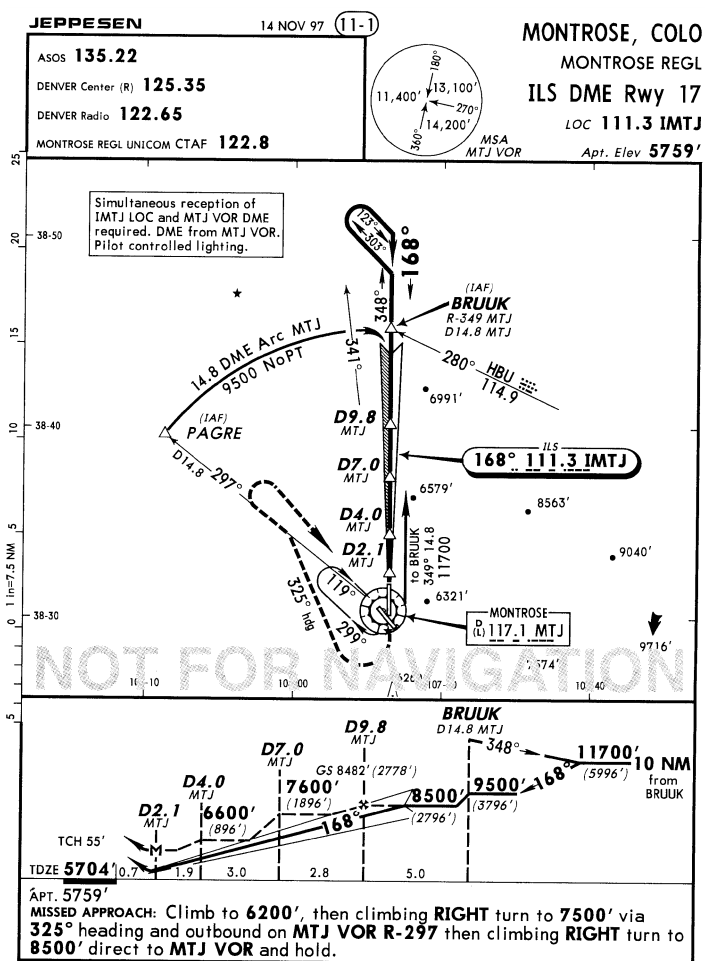 JEPPESEN 14 NOV 97 11-1
MONTROSE, COLO
MONTROSE REGL
ILS DME Rwy 17
LOC 111.3 IMTJ
Apt. Elev 5759'
ASOS 135.22
DENVER Center (R) 125.35
DENVER Radio 122.65
MONTROSE REGL UNICOM CTAF 122.8
180°
11,400'
13,100'
270°
14,200'
360°
MSA
MTJ VOR
25
20
15
10
5
0
1 in=7.5 NM
5
38-50
38-40
38-30
Simultaneous reception of
IMTJ LOC and MTJ VOR DME
required. DME from MTJ VOR.
Pilot controlled lighting.
123°
303°
168°
348°
(IAF)
BRUUK
R-349 MTJ
D14.8 MTJ
14.8 DME Arc MTJ
9500 NoPT
341°
280°
HBU
114.9
6991'
(IAF)
PAGRE
D14.8
297°
D9.8
MTJ
ILS
168° 111.3 IMTJ
D7.0
MTJ
6579'
8563'
D4.0
MTJ
D2.1
MTJ
to BRUUK
349° 14.8
11700
9040'
119°
299°
325° hdg
6321'
MONTROSE
D
(L) 117.1 MTJ
9716'
NOT FOR NAVIGATION
107-50
BRUUK
D14.8 MTJ
348°
11700'
(5996')
10 NM
from
BRUUK
168°
9500'
(3796')
8500'
(2796')
D9.8
MTJ
GS 8482' (2778')
D7.0
MTJ
7600'
(1896')
D4.0
MTJ
6600'
(896')
168°
D2.1
MTJ
M
TCH 55'
TDZE 5704' 0.7 1.9 3.0 2.8 5.0
APT. 5759'
MISSED APPROACH: Climb to 6200', then climbing RIGHT turn to 7500' via
325° heading and outbound on MTJ VOR R-297 then climbing RIGHT turn to
8500' direct to MTJ VOR and hold.